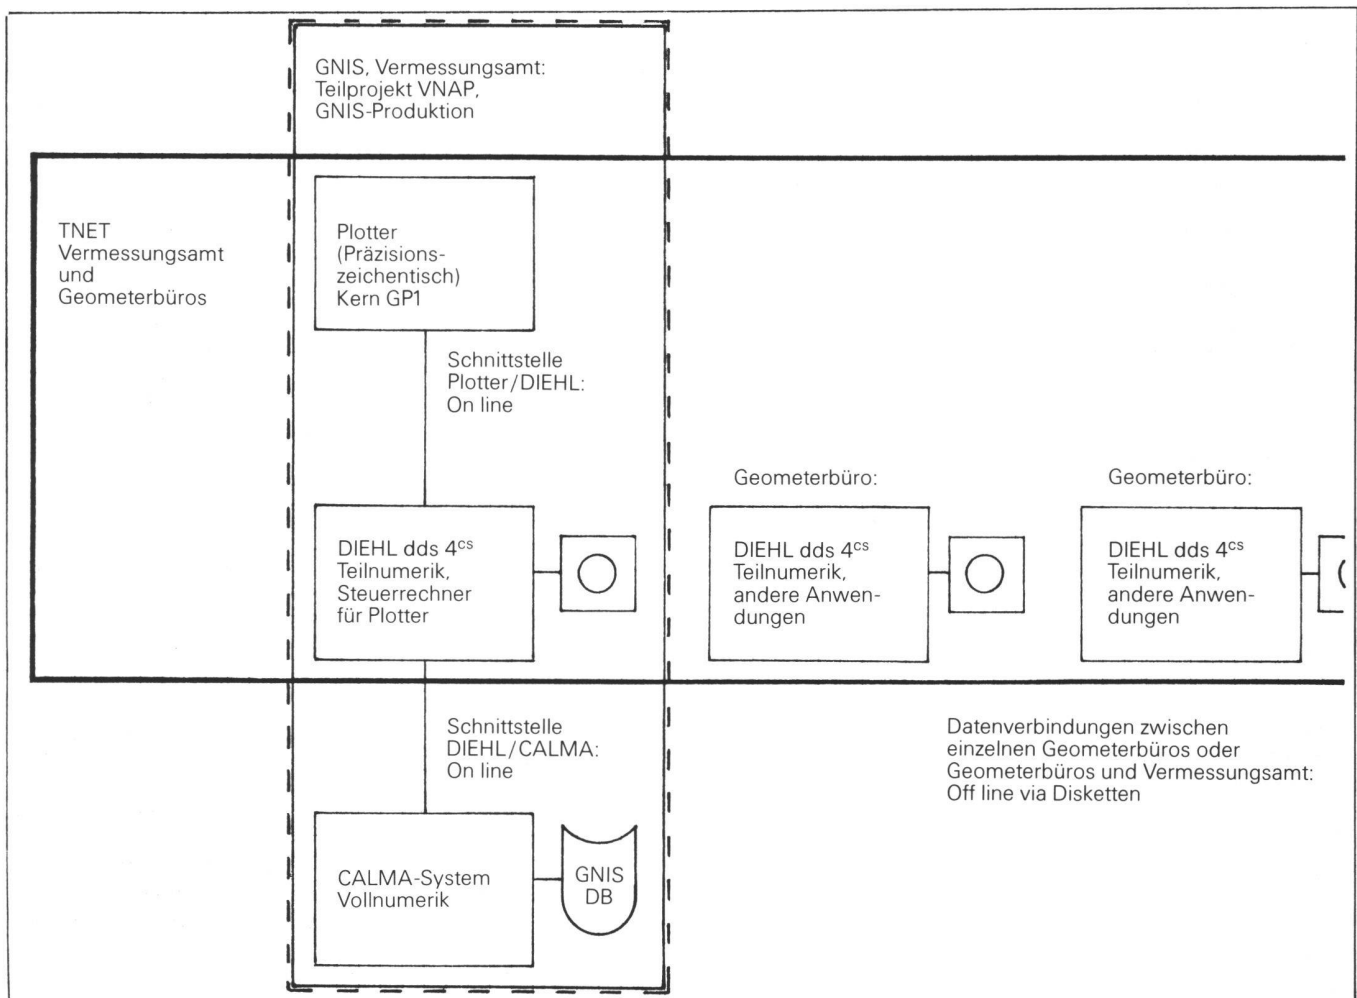 GNIS, Vermessungsamt:
Teilprojekt VNAP,
GNIS-Produktion
TNET
Vermessungsamt
und
Geometerbüros
Plotter
(Präzisions-
zeichentisch)
Kern GP1
Schnittstelle
Plotter/DIEHL:
On line
DIEHL dds 4cs
Teilnumerik,
Steuerrechner
für Plotter
Geometerbüro:
DIEHL dds 4cs
Teilnumerik,
andere Anwen-
dungen
Geometerbüro:
DIEHL dds 4cs
Teilnumerik,
andere Anwen-
dungen
Schnittstelle
DIEHL/CALMA:
On line
Datenverbindungen zwischen
einzelnen Geometerbüros oder
Geometerbüros und Vermessungsamt:
Off line via Disketten
CALMA-System
Vollnumerik
GNIS
DB